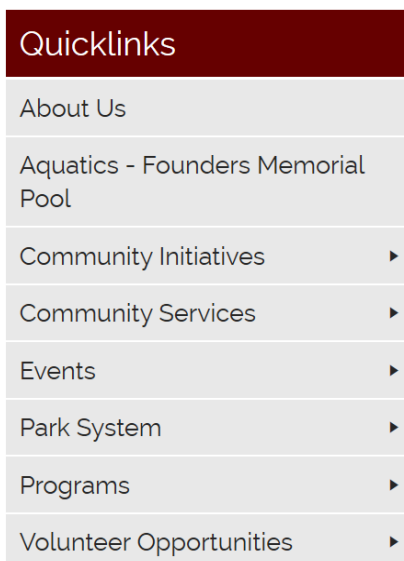 Quicklinks
About Us
Aquatics - Founders Memorial
Pool
Community Initiatives
Community Services
Events
Park System
Programs
Volunteer Opportunities